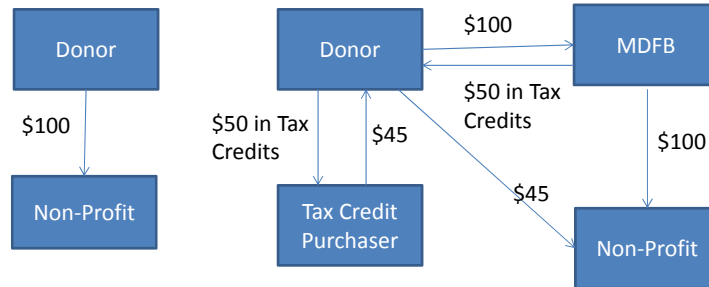 Donor
$100
Non-Profit
Donor
$100
MDFB
$50 in Tax
Credits
$50 in Tax
Credits
$45
$100
$45
Tax Credit
Purchaser
Non-Profit